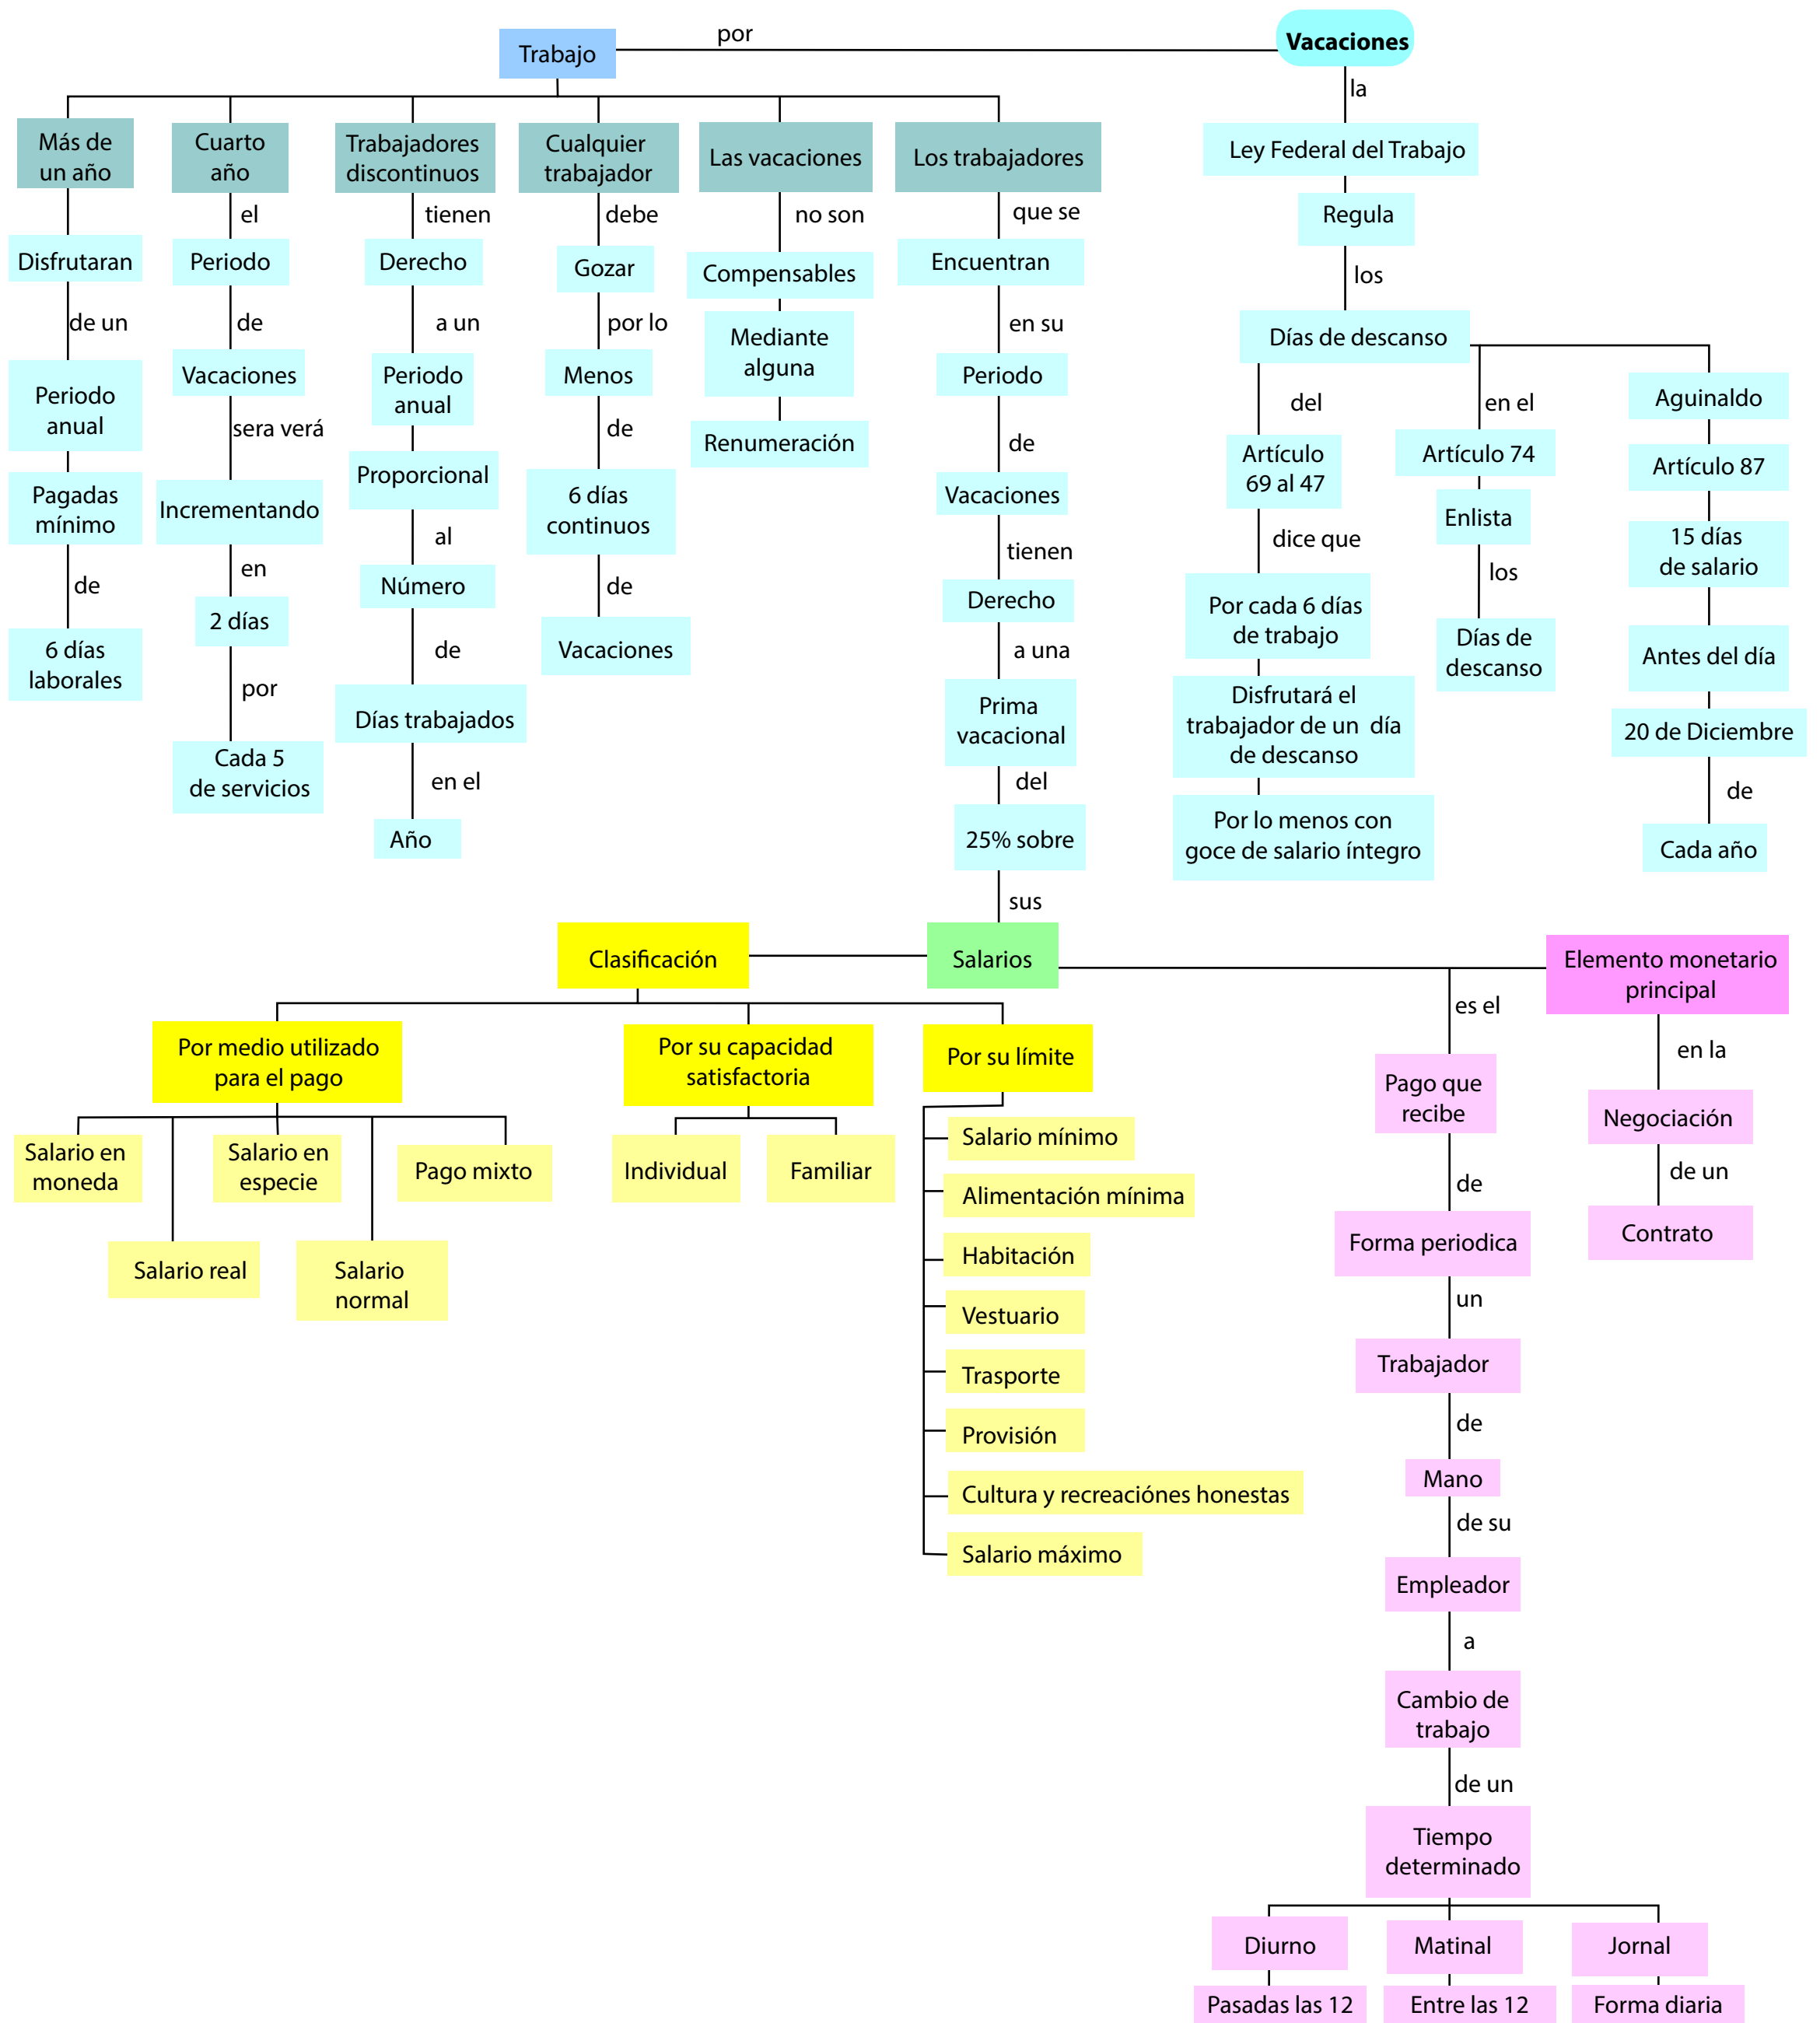 por
Trabajo
Vacaciones
la
Más de
un año
Disfrutaran
de un
Periodo
anual
Pagadas
mínimo
de
6 días
laborales
Cuarto
año
el
Periodo
de
Vacaciones
sera verá
Incrementando
en
2 días
por
Cada 5
de servicios
Trabajadores
discontinuos
tienen
Derecho
a un
Periodo
anual
Proporcional
al
Número
de
Días trabajados
en el
Año
Cualquier
trabajador
debe
Gozar
por lo
Menos
de
6 días
continuos
de
Vacaciones
Las vacaciones
no son
Compensables
Mediante
alguna
Renumeración
Los trabajadores
que se
Encuentran
en su
Periodo
de
Vacaciones
tienen
Derecho
a una
Prima
vacacional
del
25% sobre
sus
Ley Federal del Trabajo
Regula
los
Días de descanso
del
Artículo
69 al 47
dice que
Por cada 6 días
de trabajo
Disfrutará el
trabajador de un día
de descanso
Por lo menos con
goce de salario íntegro
en el
Artículo 74
Enlista
los
Días de
descanso
Aguinaldo
Artículo 87
15 días
de salario
Antes del día
20 de Diciembre
de
Cada año
Clasificación
Salarios
Elemento monetario
principal
Por medio utilizado
para el pago
Salario en
moneda
Salario en
especie
Pago mixto
Salario real
Salario
normal
Por su capacidad
satisfactoria
Individual
Familiar
Por su límite
Salario mínimo
Alimentación mínima
Habitación
Vestuario
Trasporte
Provisión
Cultura y recreaciónes honestas
Salario máximo
es el
Pago que
recibe
de
Forma periodica
un
Trabajador
de
Mano
de su
Empleador
a
Cambio de
trabajo
de un
Tiempo
determinado
Diurno
Matinal
Jornal
Pasadas las 12
Entre las 12
Forma diaria
en la
Negociación
de un
Contrato